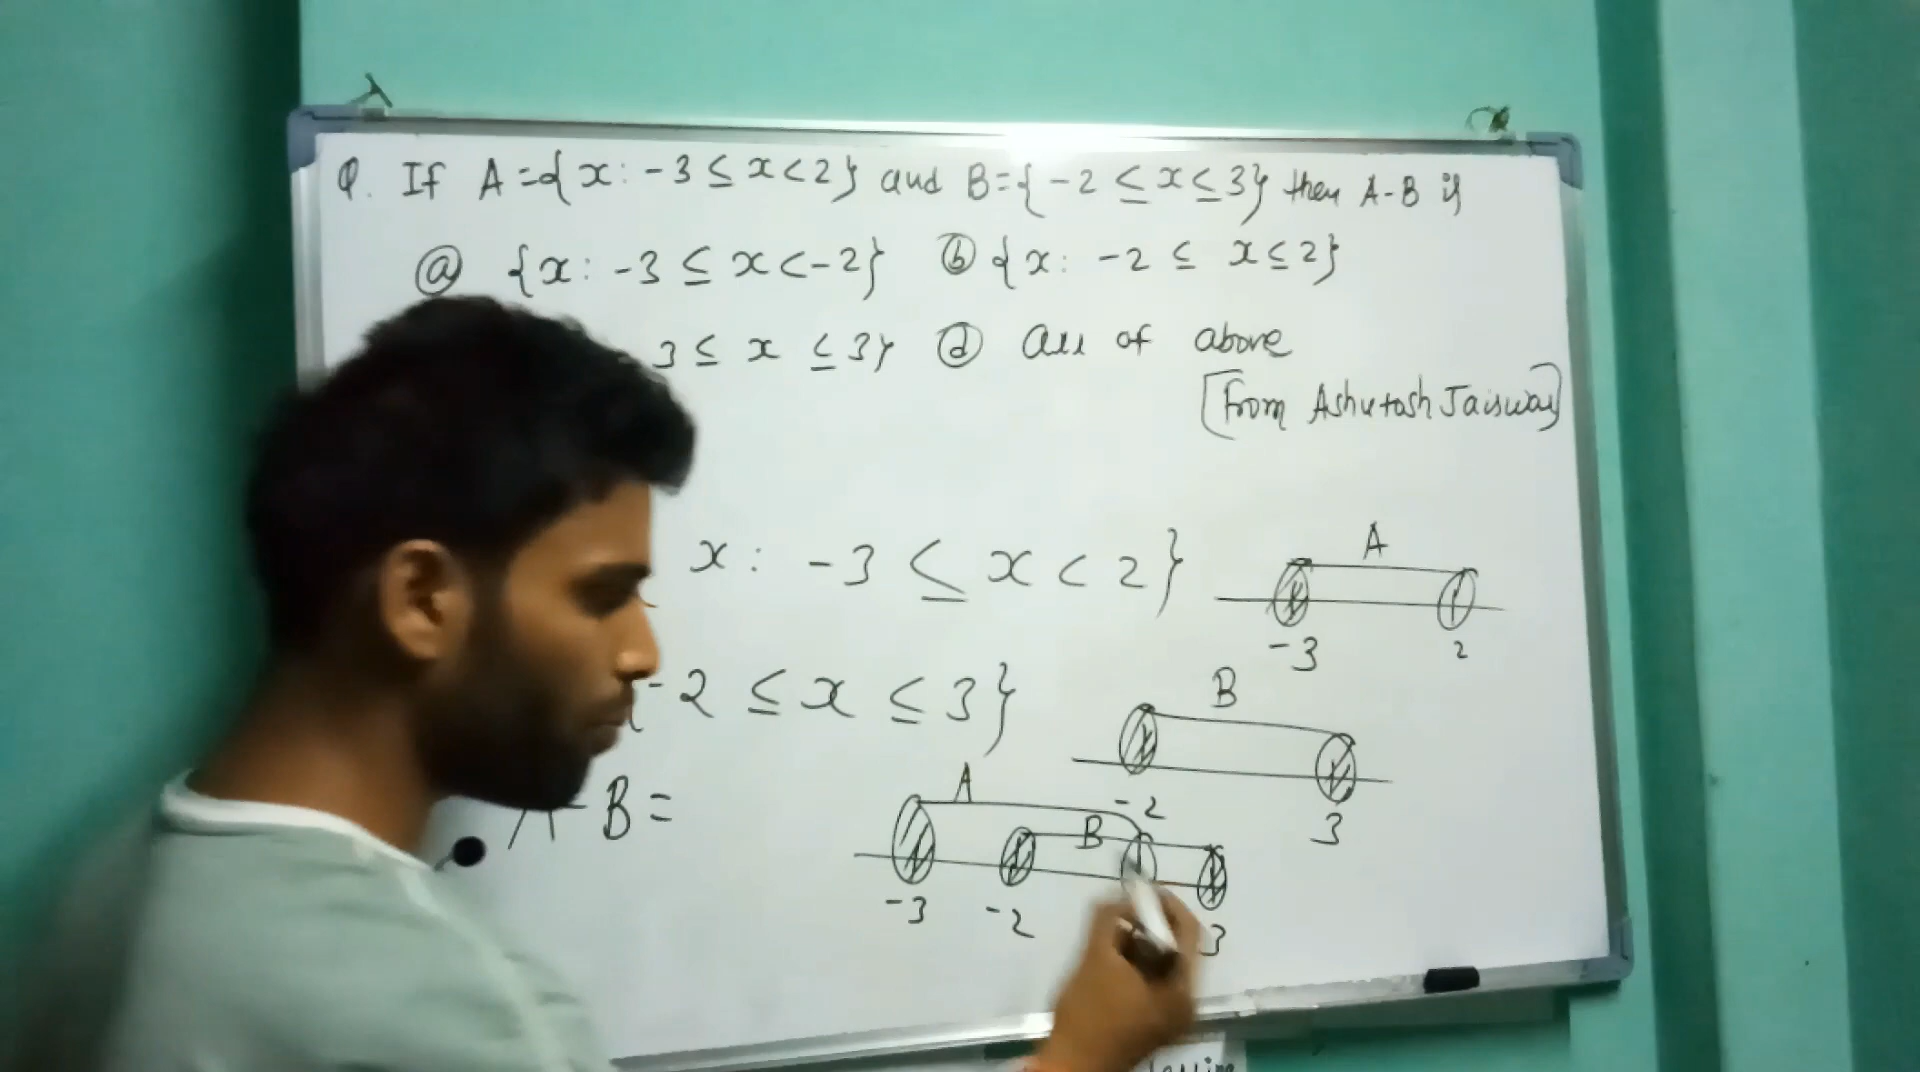 Q. If A={x: -3 ≤ x < 2} and B={-2 ≤ x ≤ 3} then A-B is
ⓐ {x: -3 ≤ x < -2} ⓑ {x: -2 ≤ x ≤ 2}
3 ≤ x ≤ 3} ⓓ All of above
[From Ashutosh Jaiswal]
x: -3 ≤ x < 2}
A
-3 2
{-2 ≤ x ≤ 3}
B
-2 3
A-B =
A B
-3 -2 3